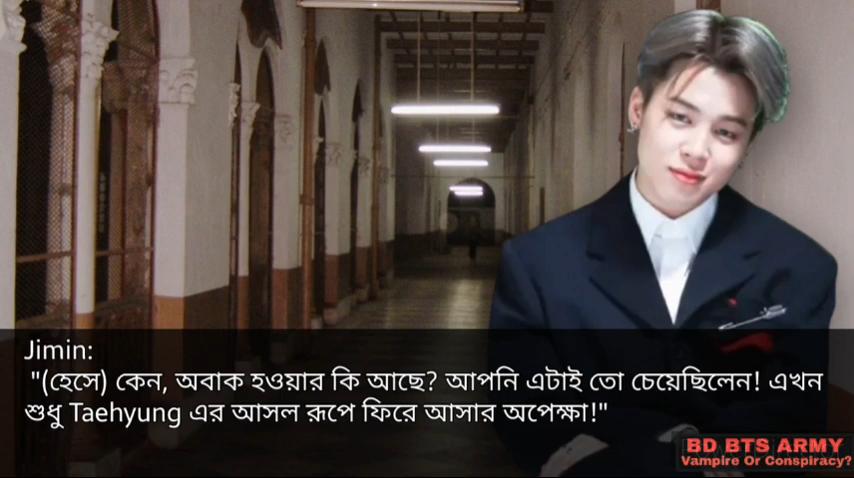 Jimin:
"(হেসে) কেন, অবাক হওয়ার কি আছে? আপনি এটাই তো চেয়েছিলেন! এখন
শুধু Taehyung এর আসল রূপে ফিরে আসার অপেক্ষা!"
BD BTS ARMY
Vampire Or Conspiracy?